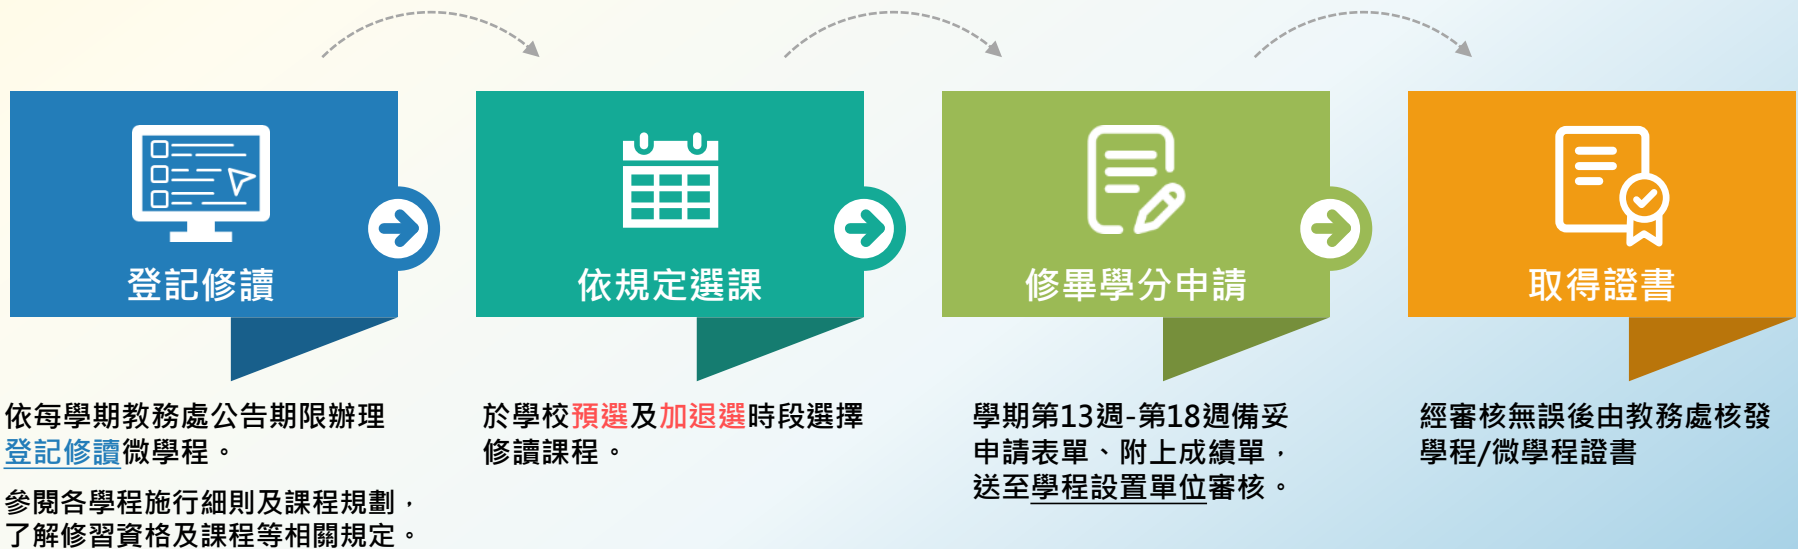 登記修讀
依每學期教務處公告期限辦理
登記修讀微學程。
參閱各學程施行細則及課程規劃，
了解修習資格及課程等相關規定。
依規定選課
於學校預選及加退選時段選擇
修讀課程。
修畢學分申請
學期第13週-第18週備妥
申請表單、附上成績單，
送至學程設置單位審核。
取得證書
經審核無誤後由教務處核發
學程/微學程證書